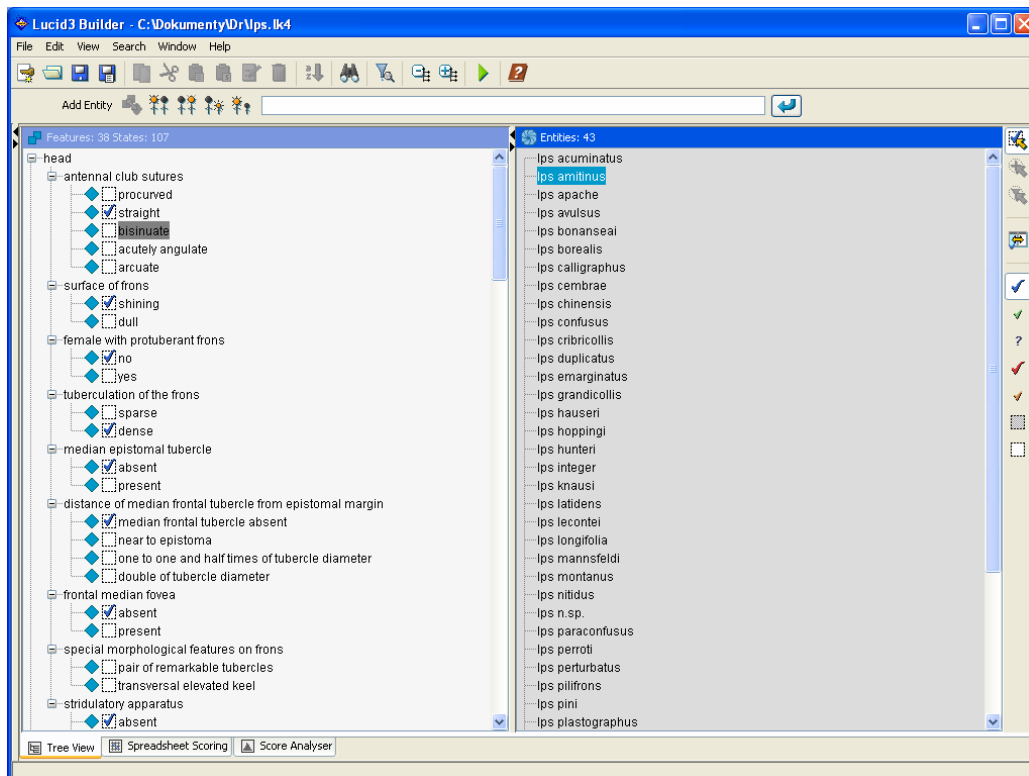 Lucid3 Builder - C:\Dokumenty\Dr\Ips.lk4
File Edit View Search Window Help
Add Entity
Features: 38 States: 107
head
antennal club sutures
procurved
straight
bisinuate
acutely angulate
arcuate
surface of frons
shining
dull
female with protuberant frons
no
yes
tuberculation of the frons
sparse
dense
median epistomal tubercle
absent
present
distance of median frontal tubercle from epistomal margin
median frontal tubercle absent
near to epistoma
one to one and half times of tubercle diameter
double of tubercle diameter
frontal median fovea
absent
present
special morphological features on frons
pair of remarkable tubercles
transversal elevated keel
stridulatory apparatus
absent
Entities: 43
Ips acuminatus
Ips amitinus
Ips apache
Ips avulsus
Ips bonanseai
Ips borealis
Ips calligraphus
Ips cembrae
Ips chinensis
Ips confusus
Ips cribricollis
Ips duplicatus
Ips emarginatus
Ips grandicollis
Ips hauseri
Ips hoppingi
Ips hunteri
Ips integer
Ips knausi
Ips latidens
Ips lecontei
Ips longifolia
Ips mannsfeldi
Ips montanus
Ips nitidus
Ips n.sp.
Ips paraconfusus
Ips perroti
Ips perturbatus
Ips pilifrons
Ips pini
Ips plastographus
Tree View Spreadsheet Scoring Score Analyser